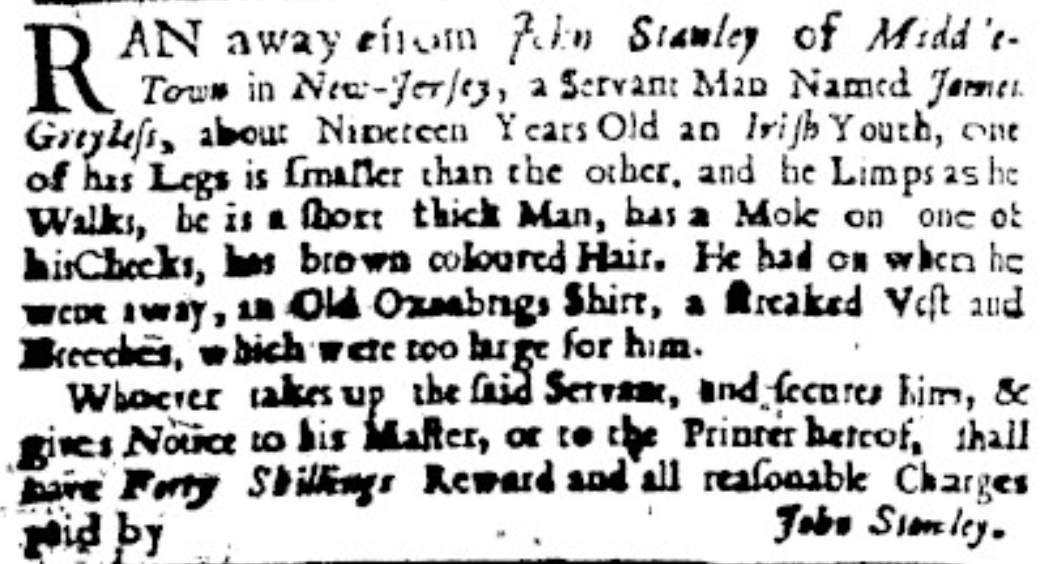 RAN away from John Stanley of Midd'e-
Town in New-Jerſey, a Servant Man Named James
Greyleſs, about Nineteen Years Old an Iriſh Youth, one
of his Legs is ſmaller than the other, and he Limps as he
Walks, he is a ſhort thick Man, has a Mole on one of
hisCheeks, has brown coloured Hair. He had on when he
went away, an Old Oznabrigs Shirt, a ſtreaked Veſt and
Breeches, which were too large for him.
Whoever takes up the ſaid Servant, and ſecures him, &
gives Notice to his Maſter, or to the Printer hereof, ſhall
have Forty Shillings Reward and all reaſonable Charges
paid by John Stanley.